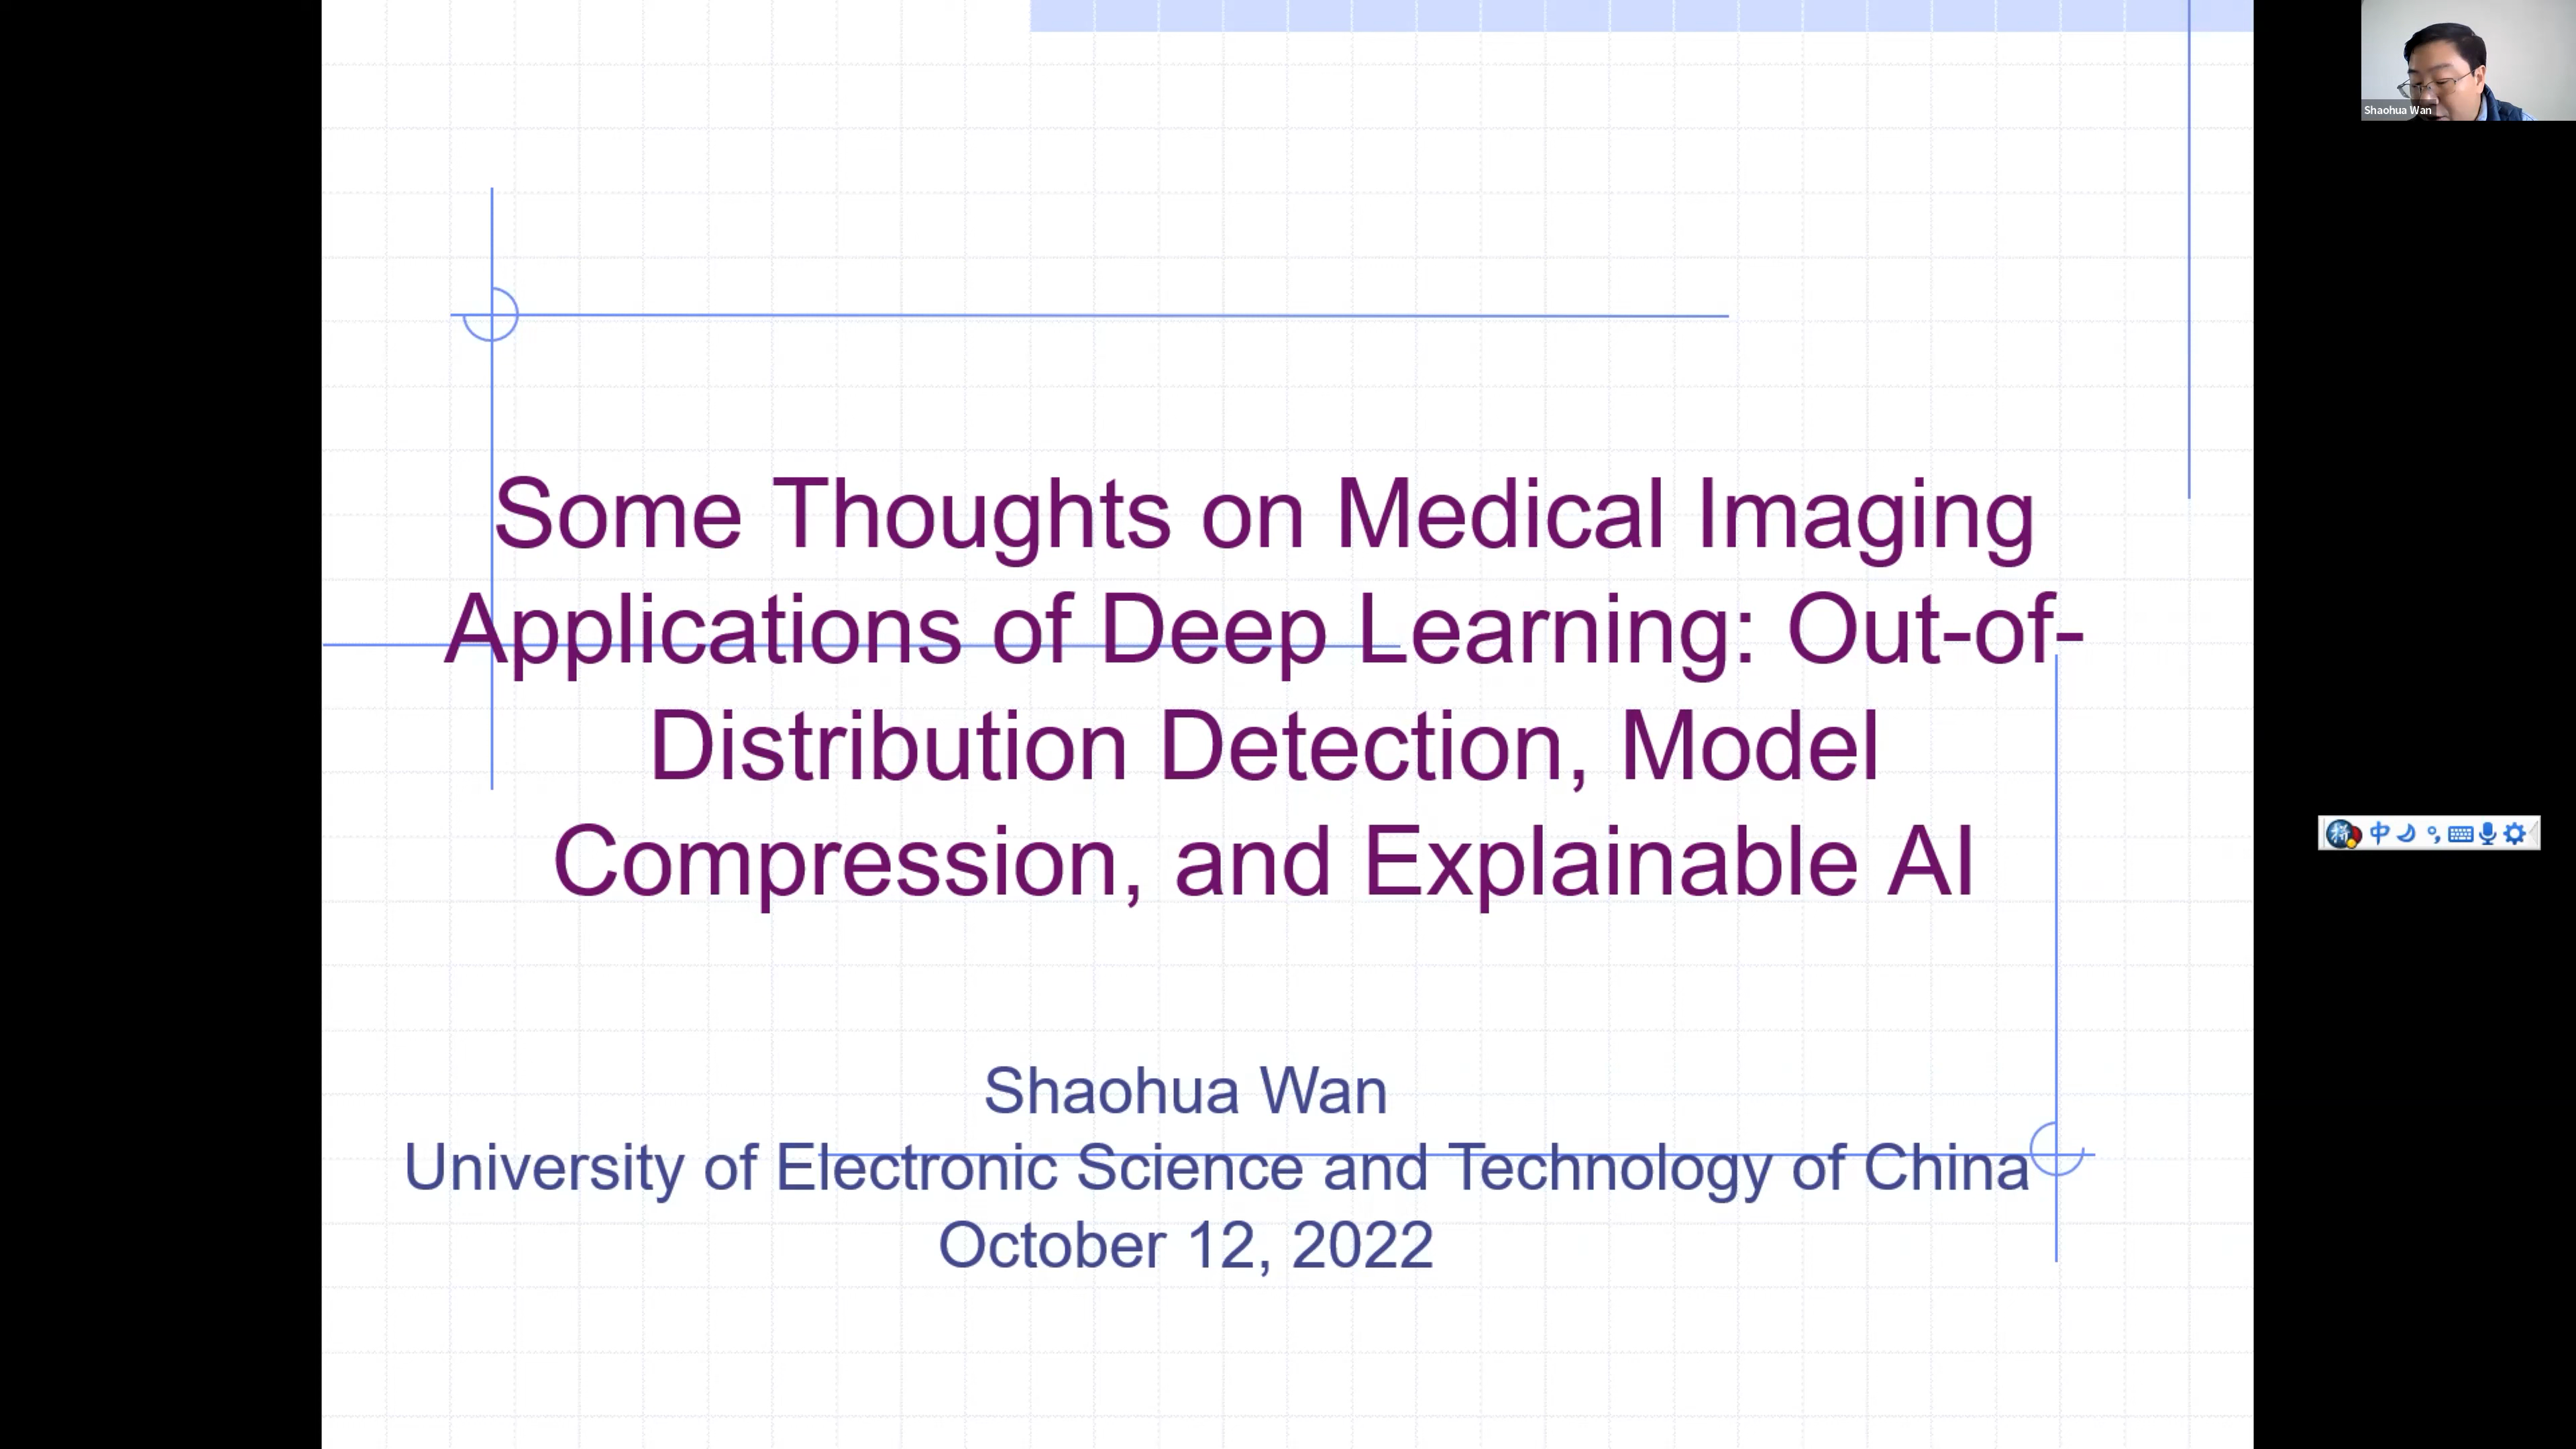 Shaohua Wan
Some Thoughts on Medical Imaging
Applications of Deep Learning: Out-of-
Distribution Detection, Model
Compression, and Explainable AI
拼 中
Shaohua Wan
University of Electronic Science and Technology of China
October 12, 2022